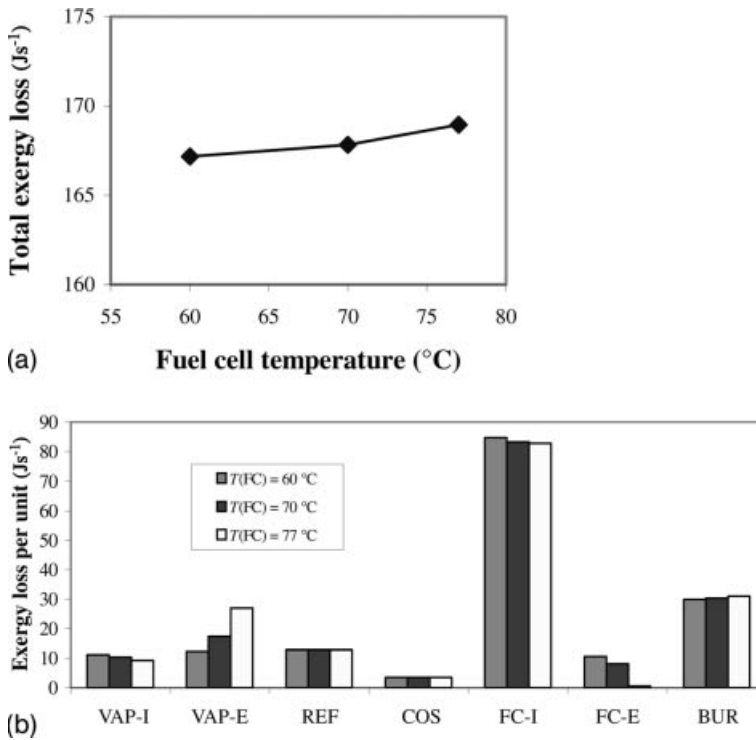 Total exergy loss (Js⁻¹)
175
170
165
160
55 60 65 70 75 80
Fuel cell temperature (°C)
(a)
Exergy loss per unit (Js⁻¹)
90
80
70
60
50
40
30
20
10
0
T(FC) = 60 °C
T(FC) = 70 °C
T(FC) = 77 °C
VAP-I VAP-E REF COS FC-I FC-E BUR
(b)